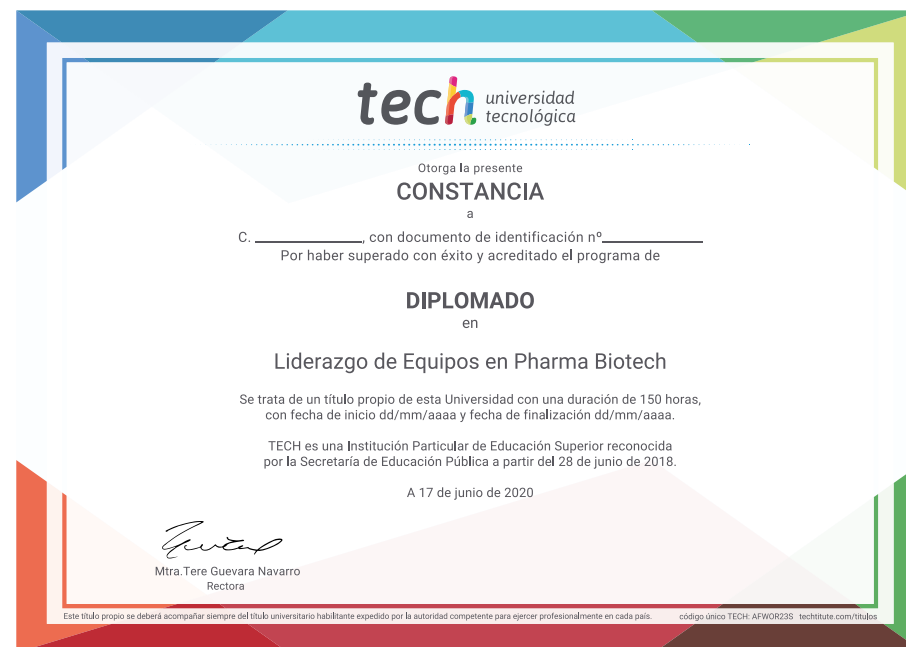 tech universidad
tecnológica
Otorga la presente
CONSTANCIA
a
C. ____________, con documento de identificación nº____________
Por haber superado con éxito y acreditado el programa de
DIPLOMADO
en
Liderazgo de Equipos en Pharma Biotech
Se trata de un título propio de esta Universidad con una duración de 150 horas,
con fecha de inicio dd/mm/aaaa y fecha de finalización dd/mm/aaaa.
TECH es una Institución Particular de Educación Superior reconocida
por la Secretaría de Educación Pública a partir del 28 de junio de 2018.
A 17 de junio de 2020
Mtra.Tere Guevara Navarro
Rectora
Este título propio se deberá acompañar siempre del título universitario habilitante expedido por la autoridad competente para ejercer profesionalmente en cada país. código único TECH: AFWOR23S techtitute.com/titulos